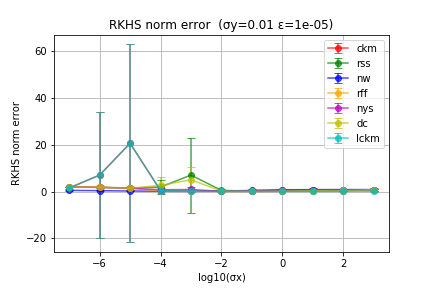 RKHS norm error (σy=0.01 ε=1e-05)
RKHS norm error
60
40
20
0
−20
ckm
rss
nw
rff
nys
dc
lckm
−6
−4
−2
0
2
log10(σx)